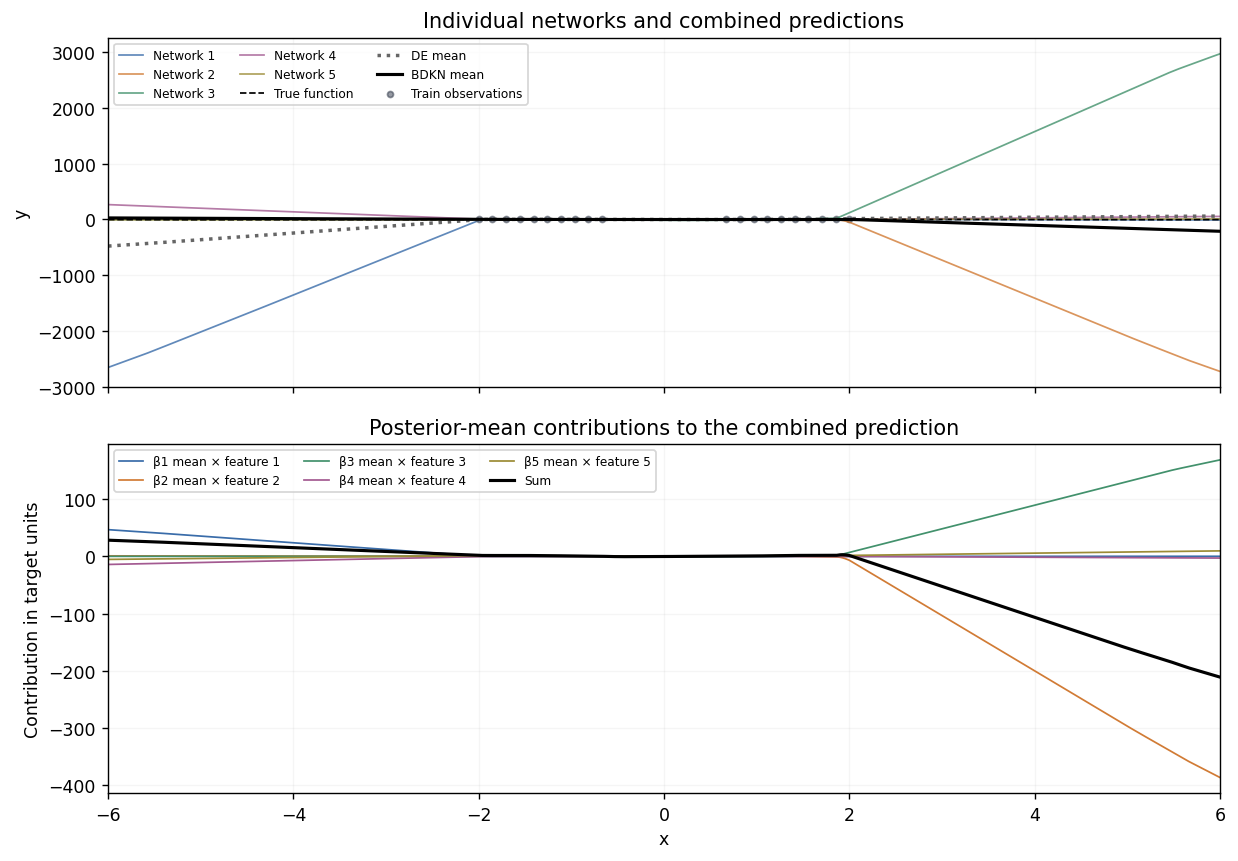 Individual networks and combined predictions
Network 1 Network 4 DE mean
Network 2 Network 5 BDKN mean
Network 3 True function Train observations
3000
2000
1000
0
−1000
−2000
−3000
y
Posterior-mean contributions to the combined prediction
β1 mean × feature 1 β3 mean × feature 3 β5 mean × feature 5
β2 mean × feature 2 β4 mean × feature 4 Sum
100
0
−100
−200
−300
−400
Contribution in target units
−6 −4 −2 0 2 4 6
x